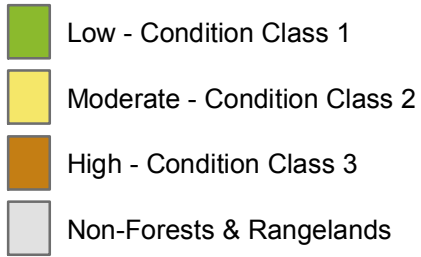 Low - Condition Class 1
Moderate - Condition Class 2
High - Condition Class 3
Non-Forests & Rangelands